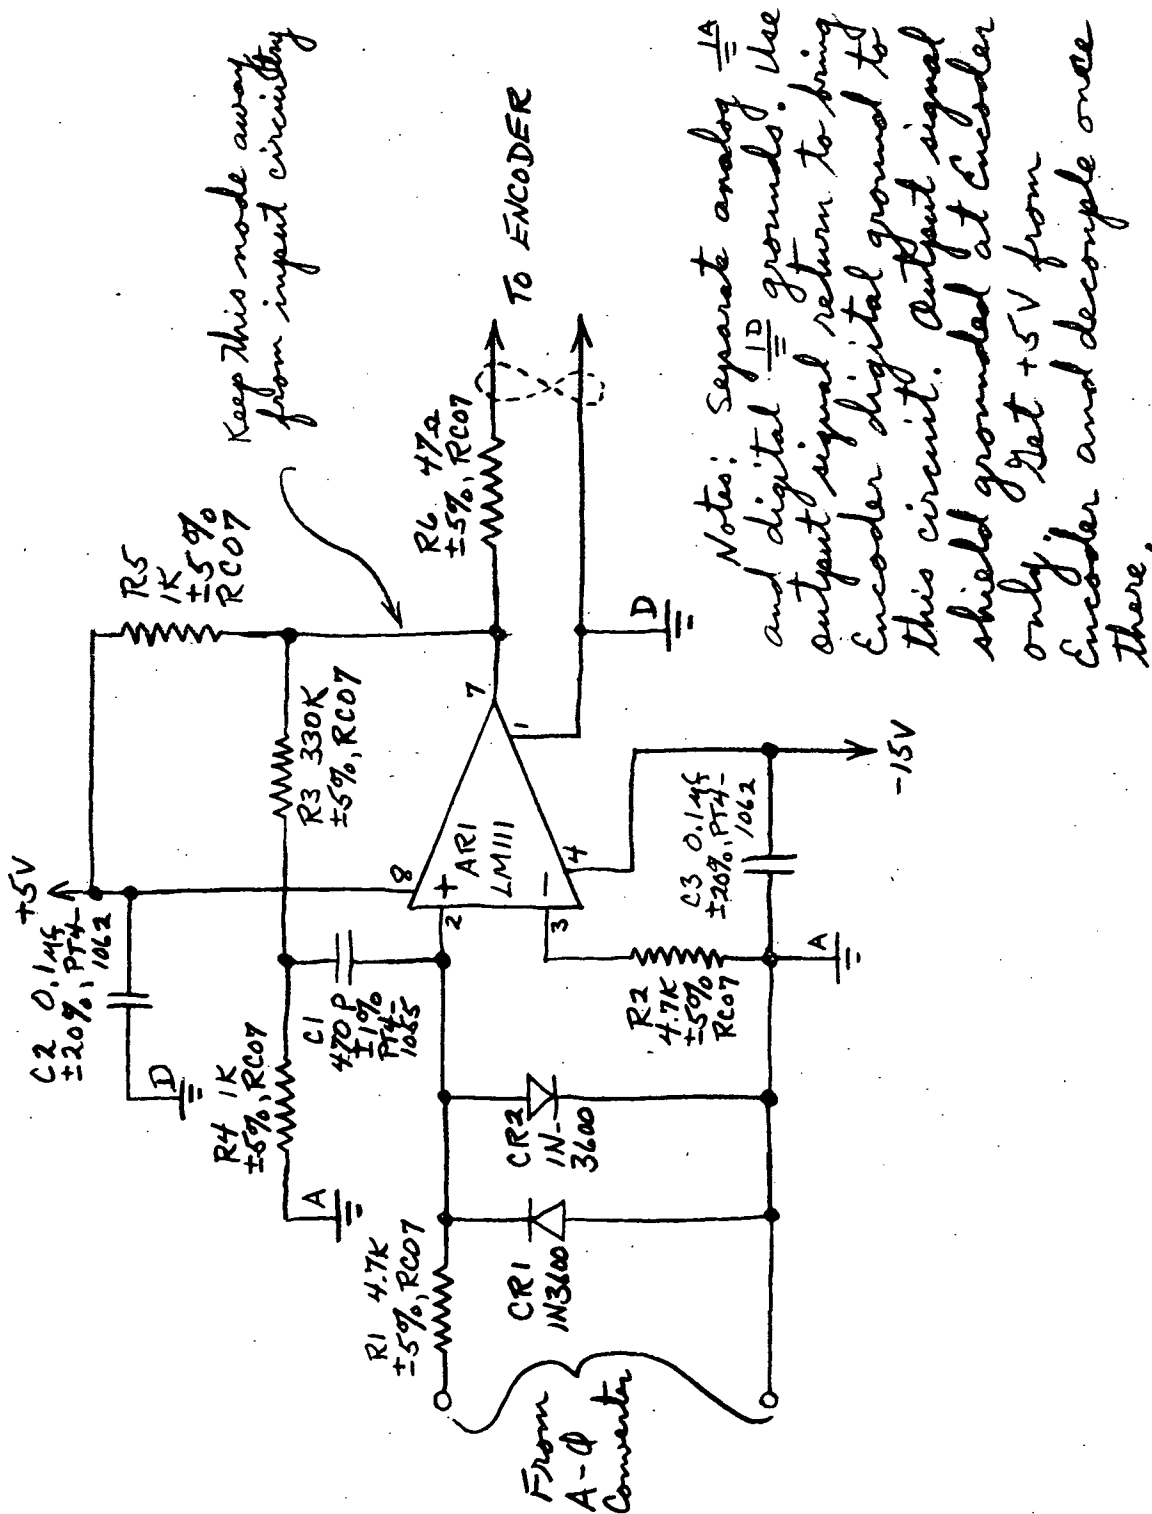 Keep this node away
from input circuitry
R5
1K
±5%
RC07
+5V
C2 0.1μf
±20%, PT4-
1062
D
R3 330K
±5%, RC07
R6 47Ω
±5%, RC07
TO ENCODER
R4 1K
±5%, RC07
A
C1
470 P
±1%
PT4-
1065
8
+
2
AR1
LM111
7
1
-
3
4
D
R1 4.7K
±5%, RC07
CR1
1N3600
CR2
1N-
3600
R2
4.7K
±5%
RC07
C3 0.1μf
±20%, PT4-
1062
A
-15V
From
A-Q
Converter
Notes: Separate analog A
and digital D grounds. Use
output signal return to bring
Encoder digital ground to
this circuit. Output signal
shield grounded at Encoder
only. Get +5V from
Encoder and decouple once
there.